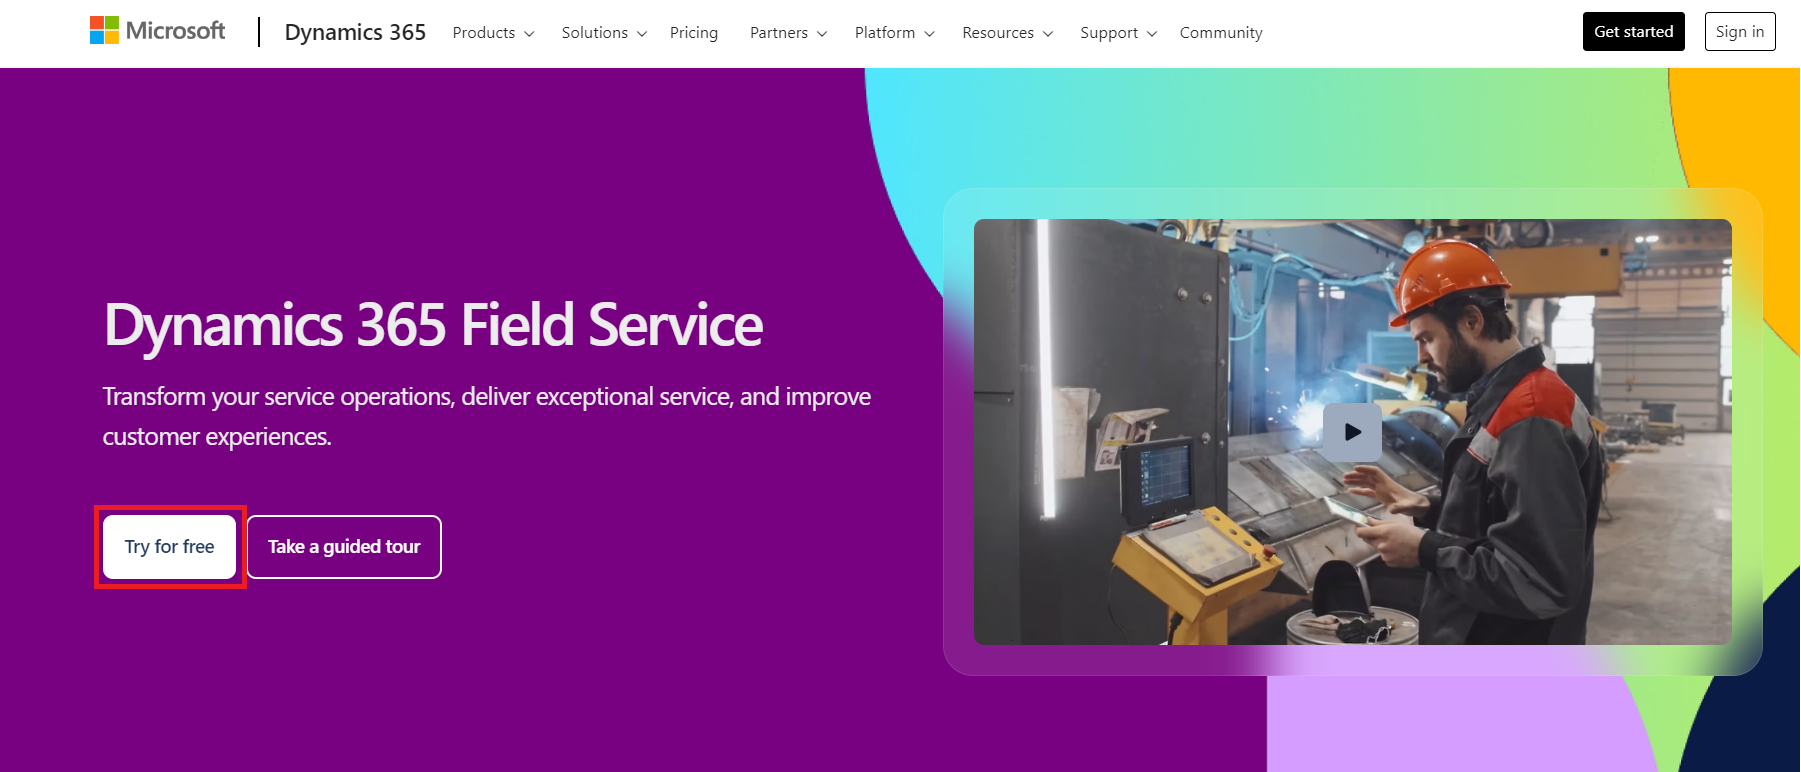 Microsoft
Dynamics 365
Products
Solutions
Pricing
Partners
Platform
Resources
Support
Community
Get started
Sign in
Dynamics 365 Field Service
Transform your service operations, deliver exceptional service, and improve
customer experiences.
Try for free
Take a guided tour